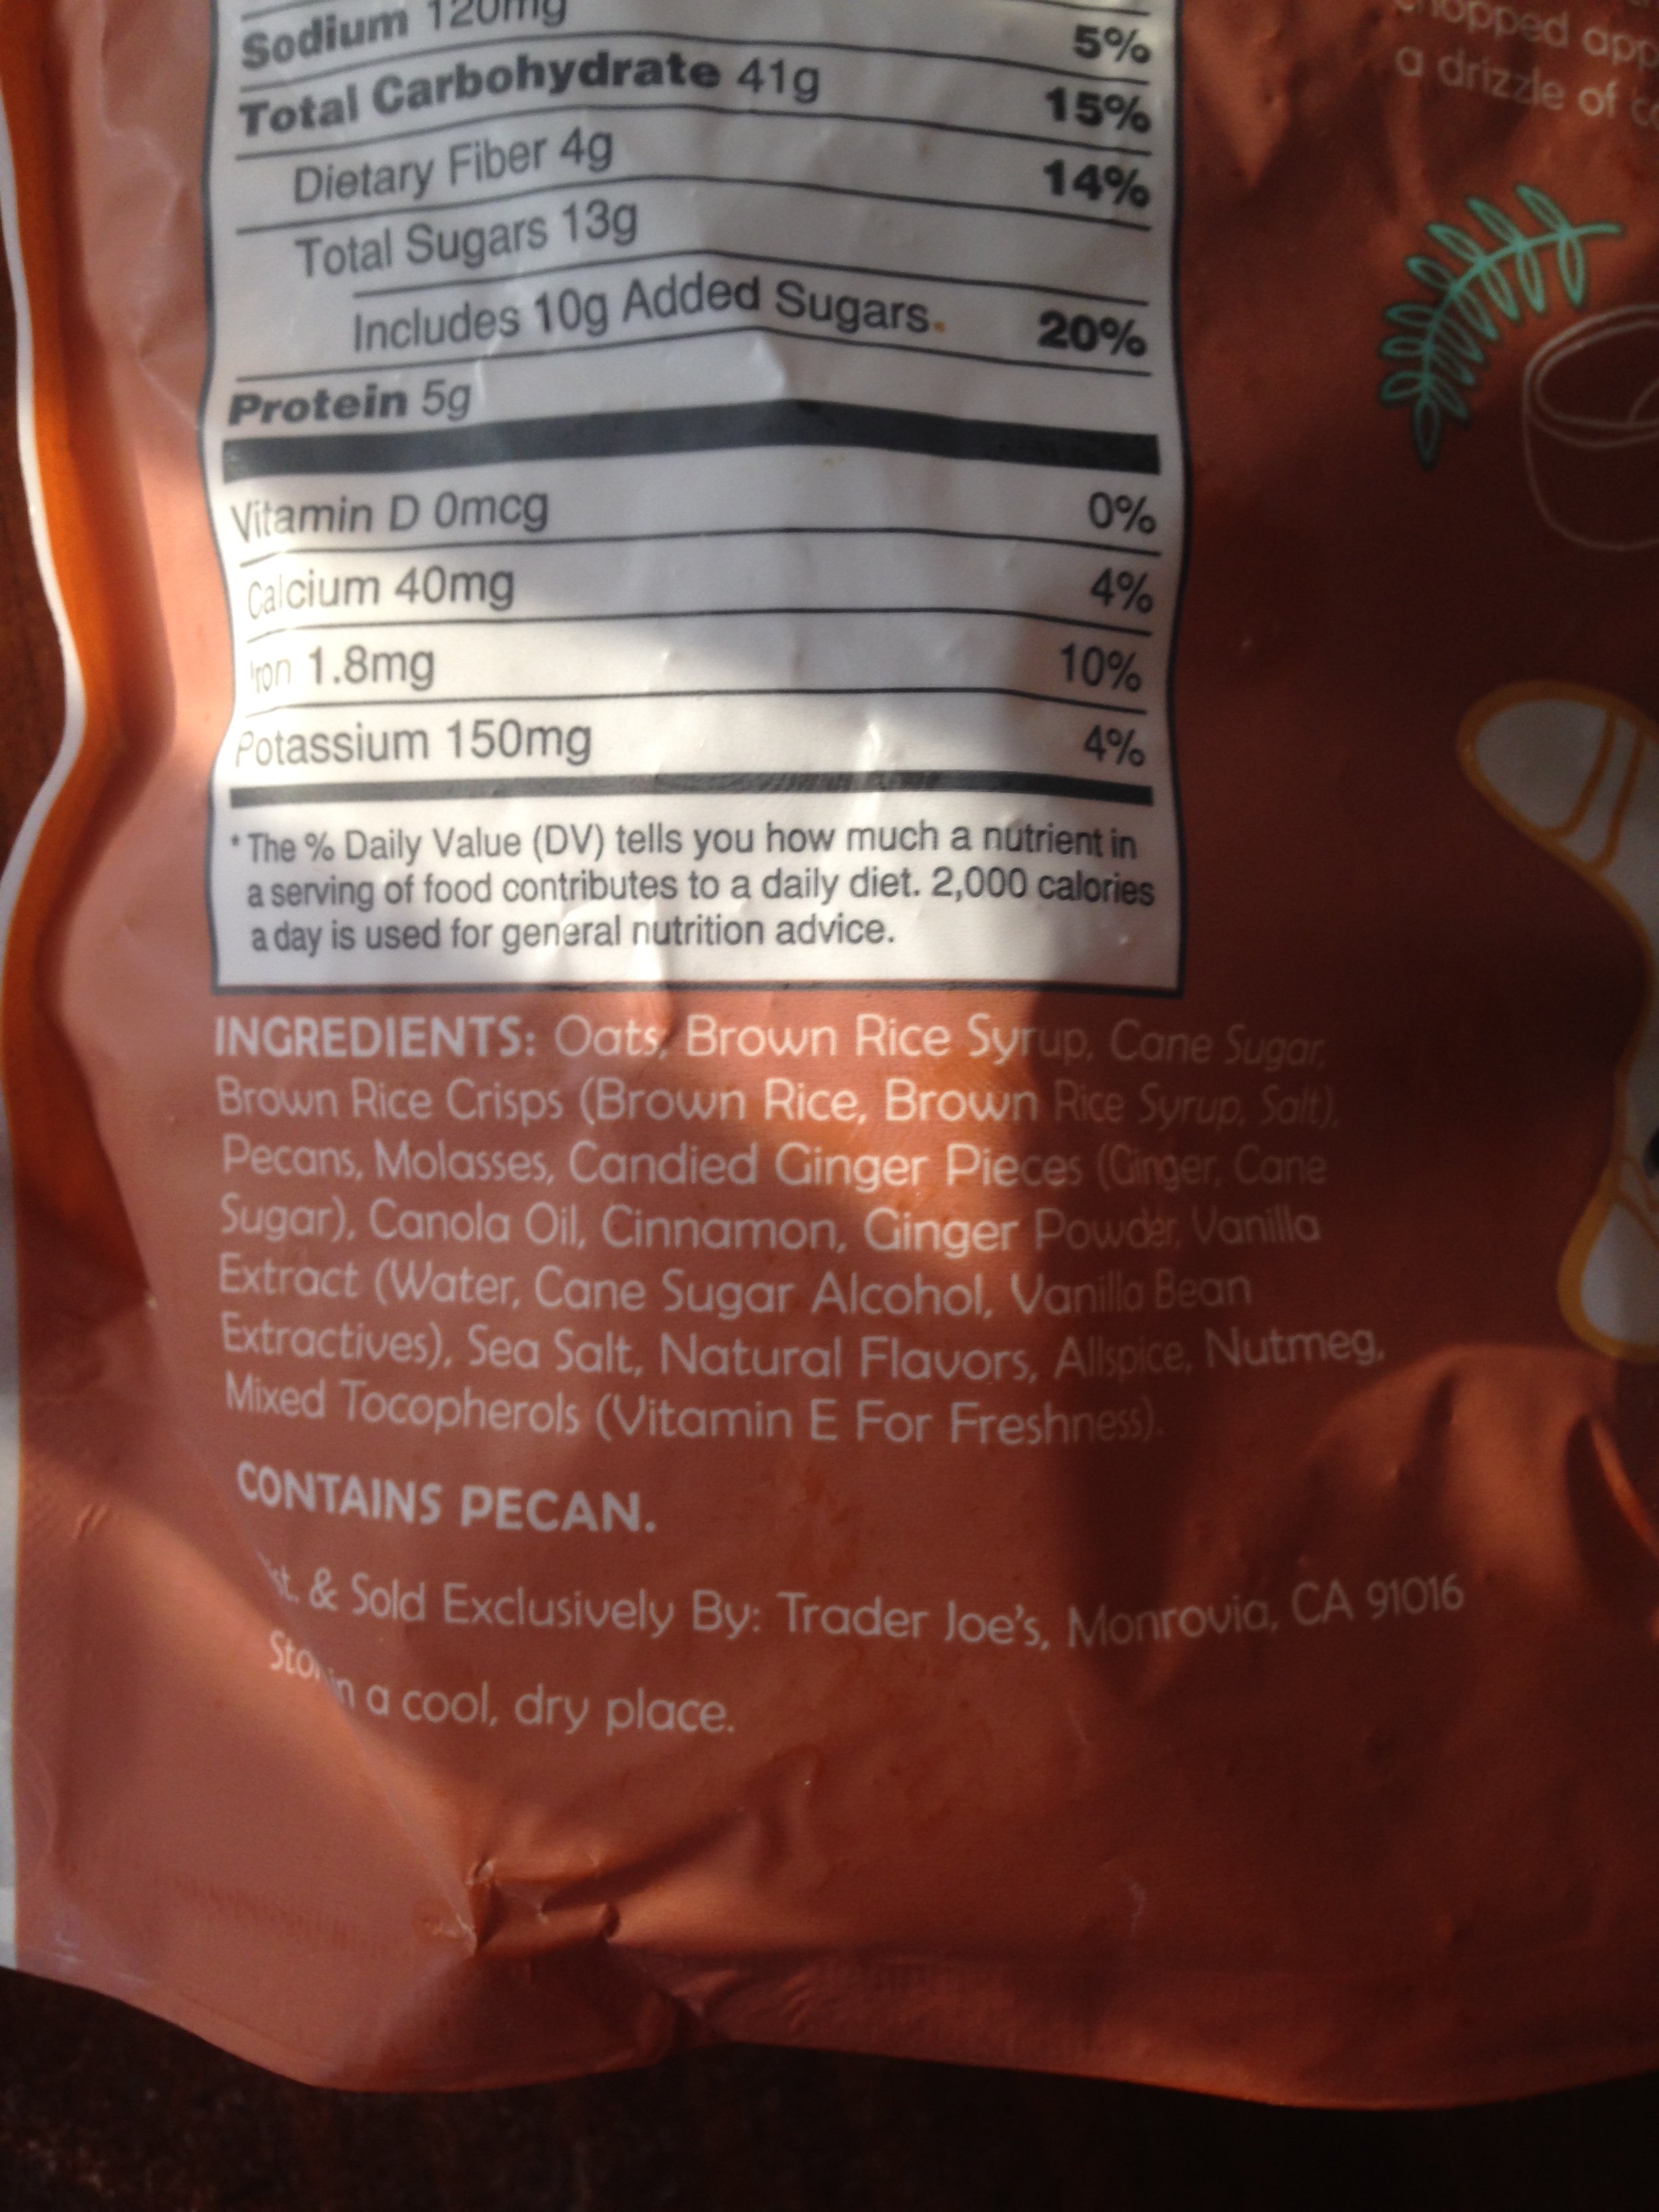 Sodium 120mg 5%
Total Carbohydrate 41g 15%
Dietary Fiber 4g 14%
Total Sugars 13g
Includes 10g Added Sugars 20%
Protein 5g
Vitamin D 0mcg 0%
Calcium 40mg 4%
Iron 1.8mg 10%
Potassium 150mg 4%
* The % Daily Value (DV) tells you how much a nutrient in
a serving of food contributes to a daily diet. 2,000 calories
a day is used for general nutrition advice.
INGREDIENTS: Oats, Brown Rice Syrup, Cane Sugar,
Brown Rice Crisps (Brown Rice, Brown Rice Syrup, Salt),
Pecans, Molasses, Candied Ginger Pieces (Ginger, Cane
Sugar), Canola Oil, Cinnamon, Ginger Powder, Vanilla
Extract (Water, Cane Sugar Alcohol, Vanilla Bean
Extractives), Sea Salt, Natural Flavors, Allspice, Nutmeg,
Mixed Tocopherols (Vitamin E For Freshness).
CONTAINS PECAN.
& Sold Exclusively By: Trader Joe's, Monrovia, CA 91016
in a cool, dry place.
a drizzle of